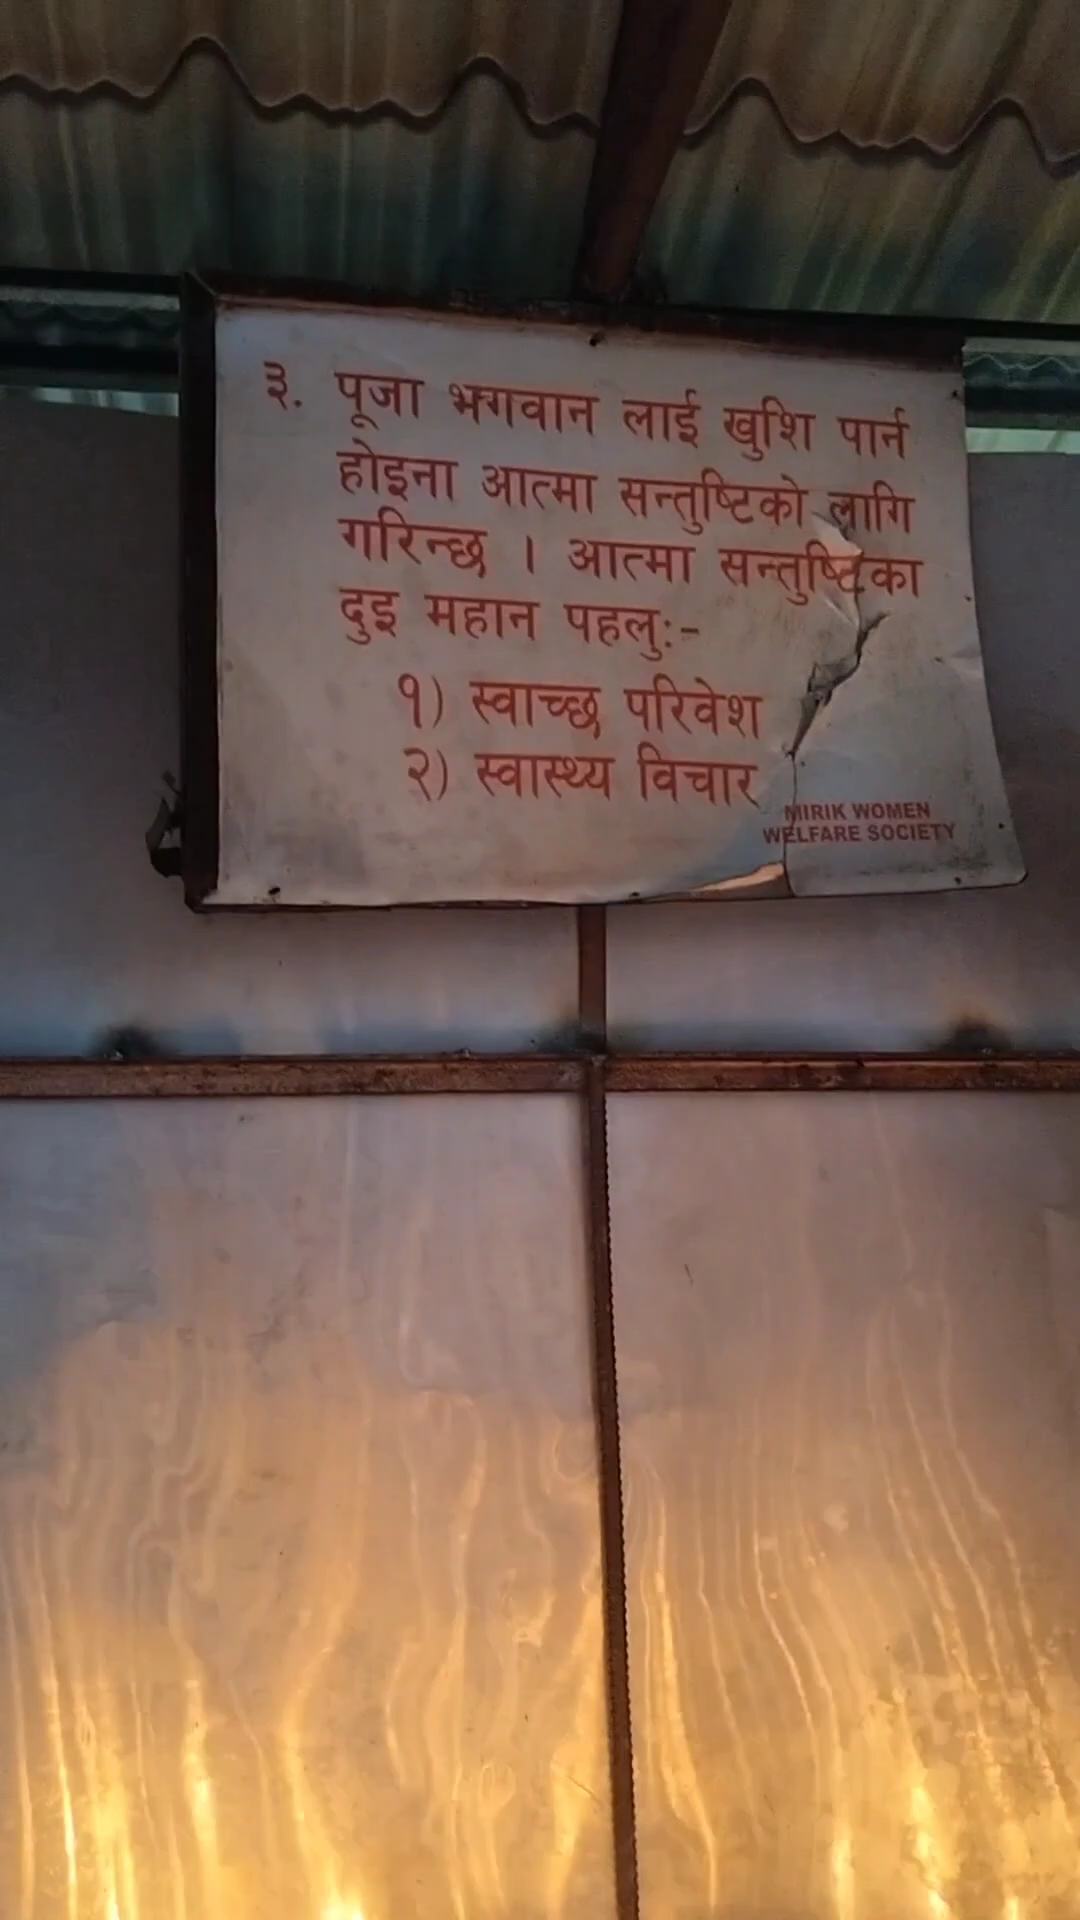 ३. पूजा भगवान लाई खुशि पार्न
होइना आत्मा सन्तुष्टिको लागि
गरिन्छ । आत्मा सन्तुष्टिका
दुइ महान पहलु:-
१) स्वाच्छ परिवेश
२) स्वास्थ्य विचार
MIRIK WOMEN
WELFARE SOCIETY